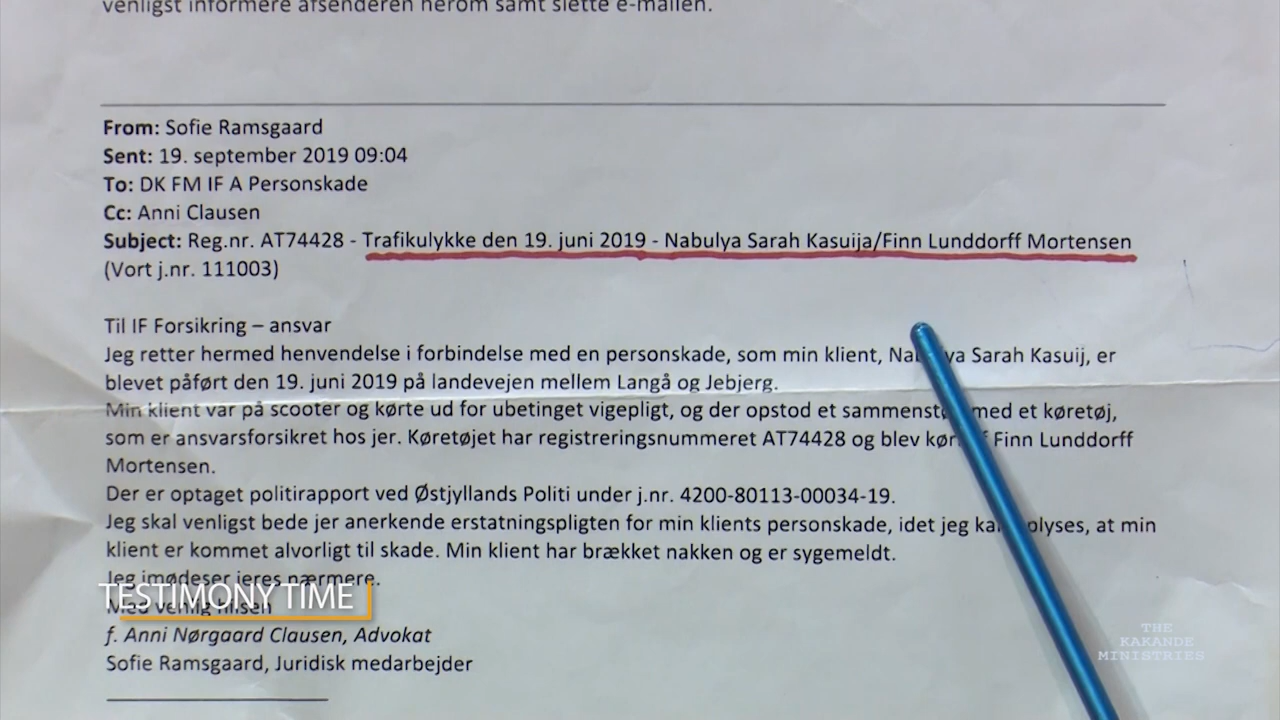 venligst informere afsenderen herom samt slette e-mailen.
From: Sofie Ramsgaard
Sent: 19. september 2019 09:04
To: DK FM IF A Personskade
Cc: Anni Clausen
Subject: Reg.nr. AT74428 - Trafikulykke den 19. juni 2019 - Nabulya Sarah Kasuija/Finn Lunddorff Mortensen
(Vort j.nr. 111003)
Til IF Forsikring – ansvar
Jeg retter hermed henvendelse i forbindelse med en personskade, som min klient, Sarah Kasuij, er
blevet påført den 19. juni 2019 på landevejen mellem Langå og Jebjerg.
Min klient var på scooter og kørte ud for ubetinget vigepligt, og der opstod et med et køretøj,
som er ansvarsforsikret hos jer. Køretøjet har registreringsnummeret AT74428 og blev Finn Lunddorff
Mortensen.
Der er optaget politirapport ved Østjyllands Politi under j.nr. 4200-80113-00034-19.
Jeg skal venligst bede jer anerkende erstatningspligten for min klients personskade, idet jeg at min
klient er kommet alvorligt til skade. Min klient har brækket nakken og er sygemeldt.
Jeg imødeser jeres nærmere.
Med venlig hilsen
TESTIMONY TIME
f. Anni Nørgaard Clausen, Advokat
Sofie Ramsgaard, Juridisk medarbejder
THE
KAKANDE
MINISTRIES